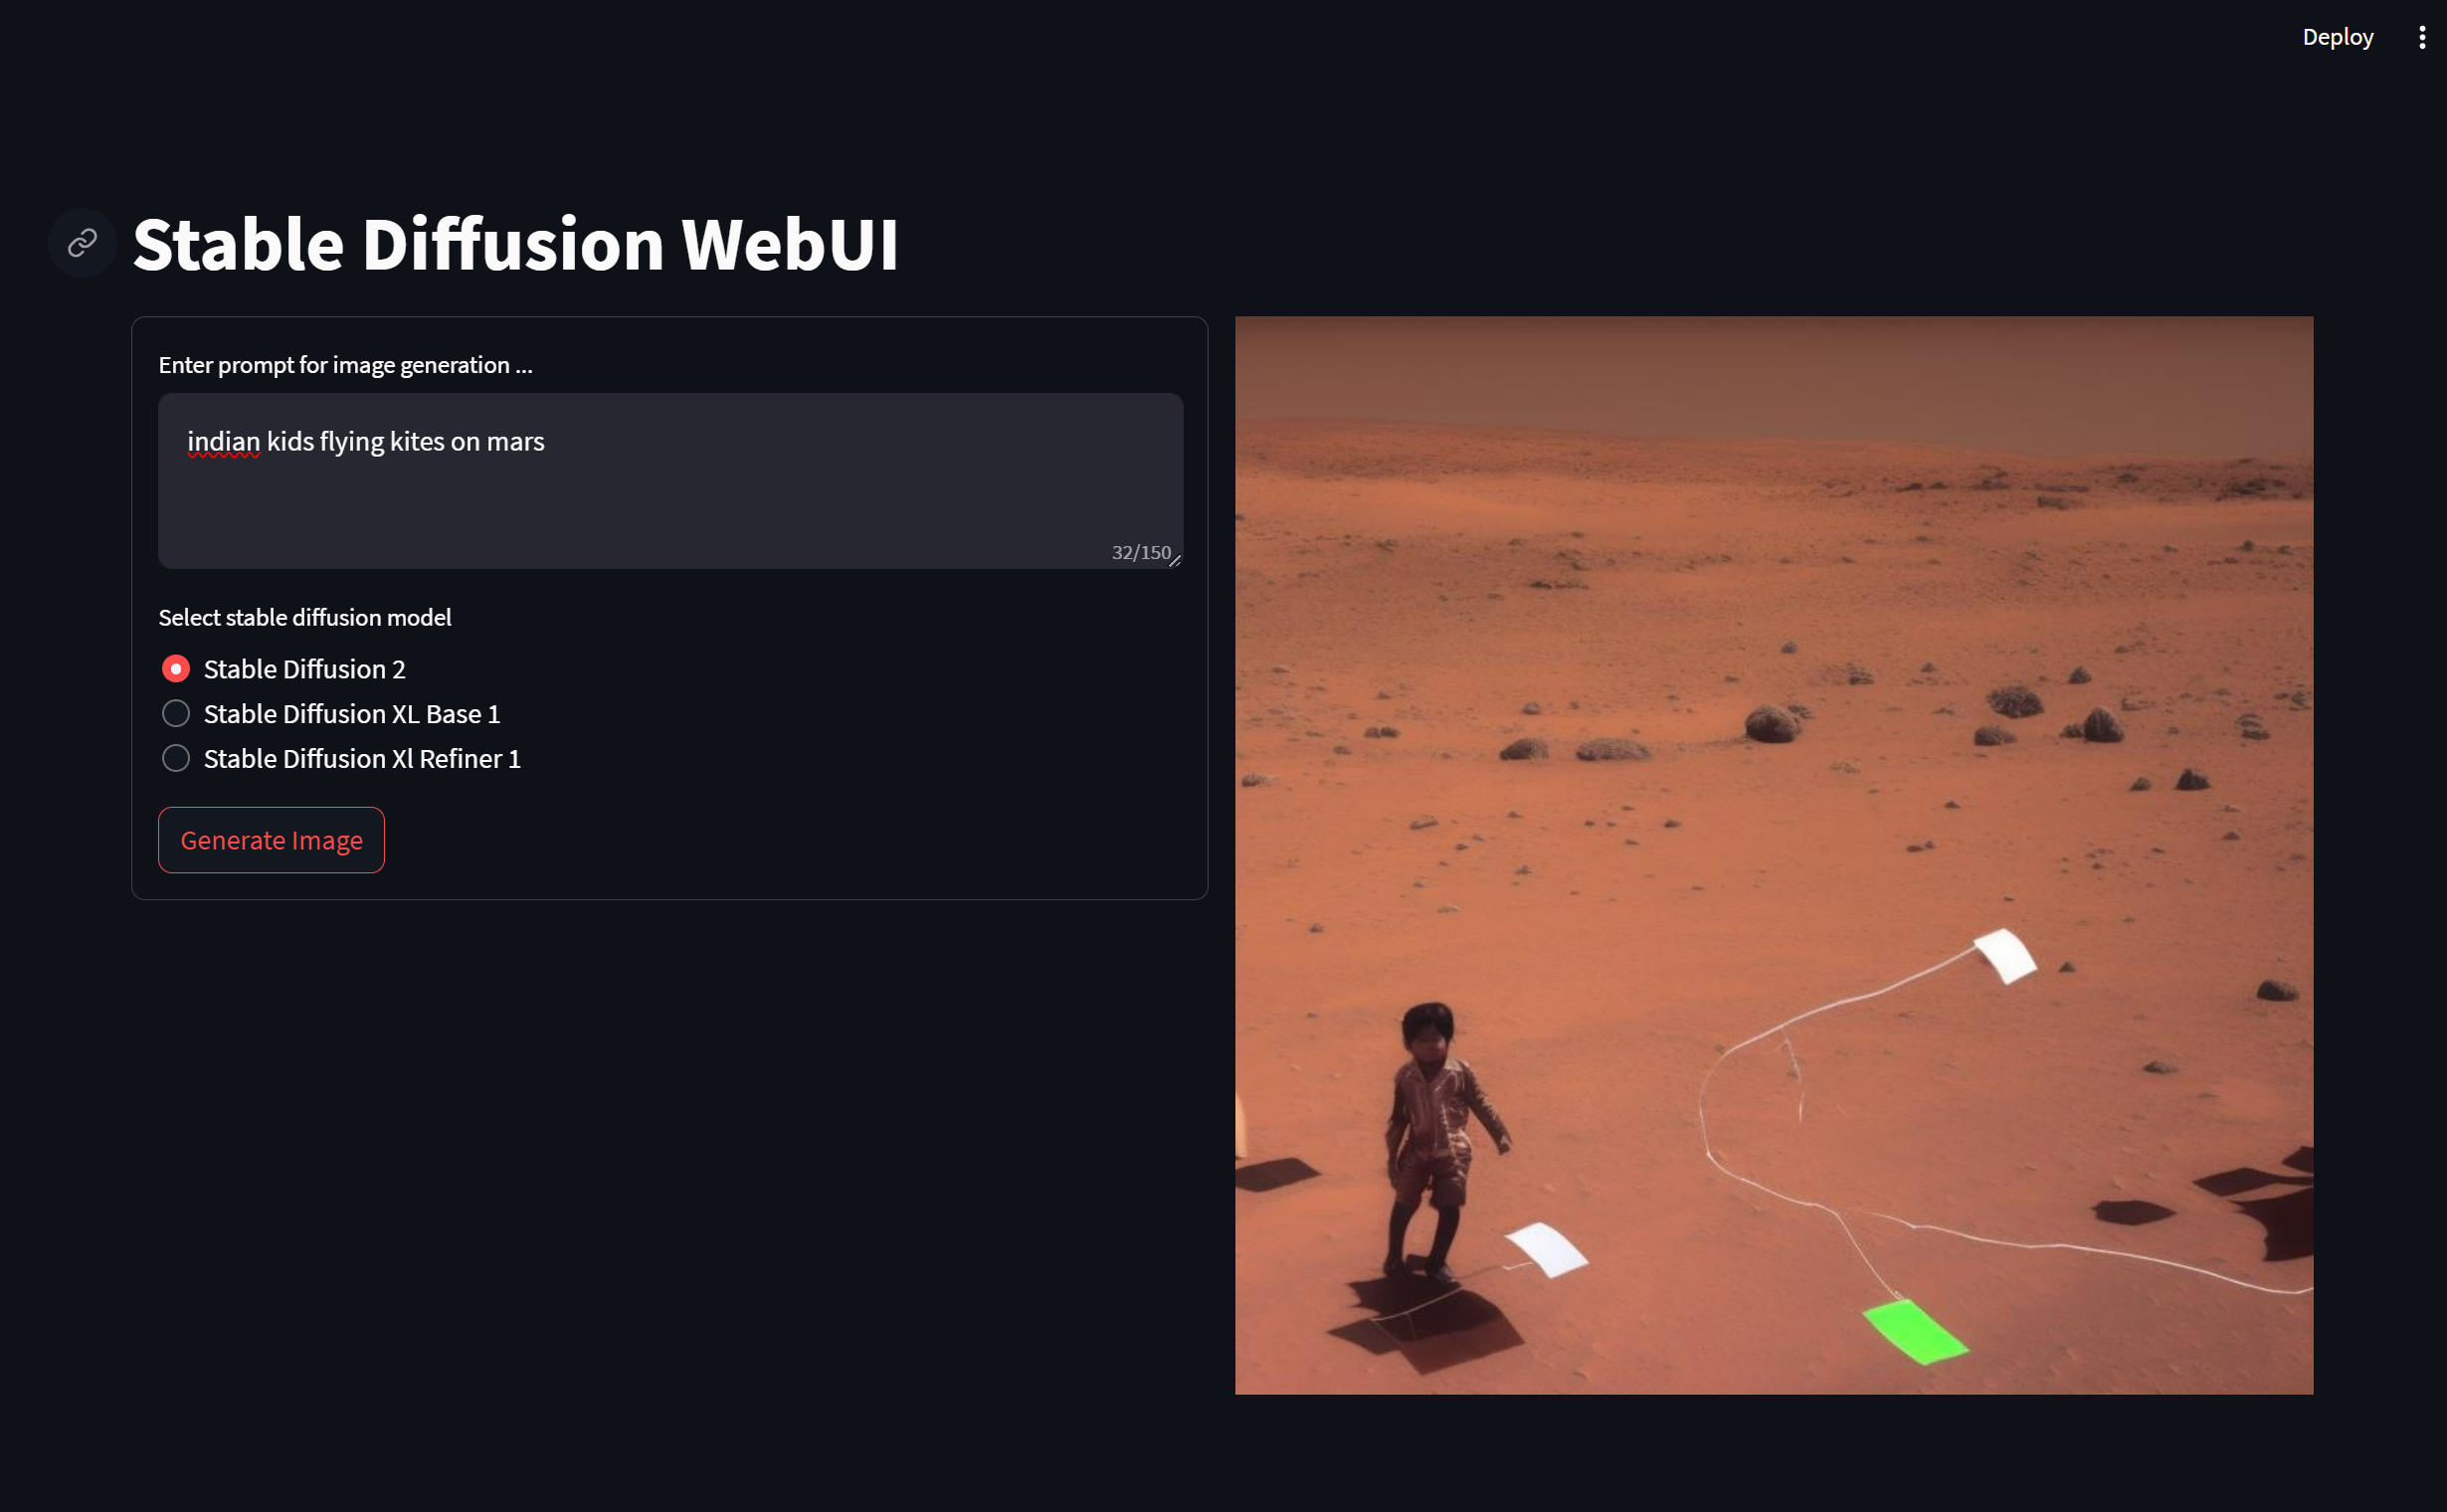 Deploy
Stable Diffusion WebUI
Enter prompt for image generation ...
indian kids flying kites on mars
32/150
Select stable diffusion model
Stable Diffusion 2
Stable Diffusion XL Base 1
Stable Diffusion Xl Refiner 1
Generate Image